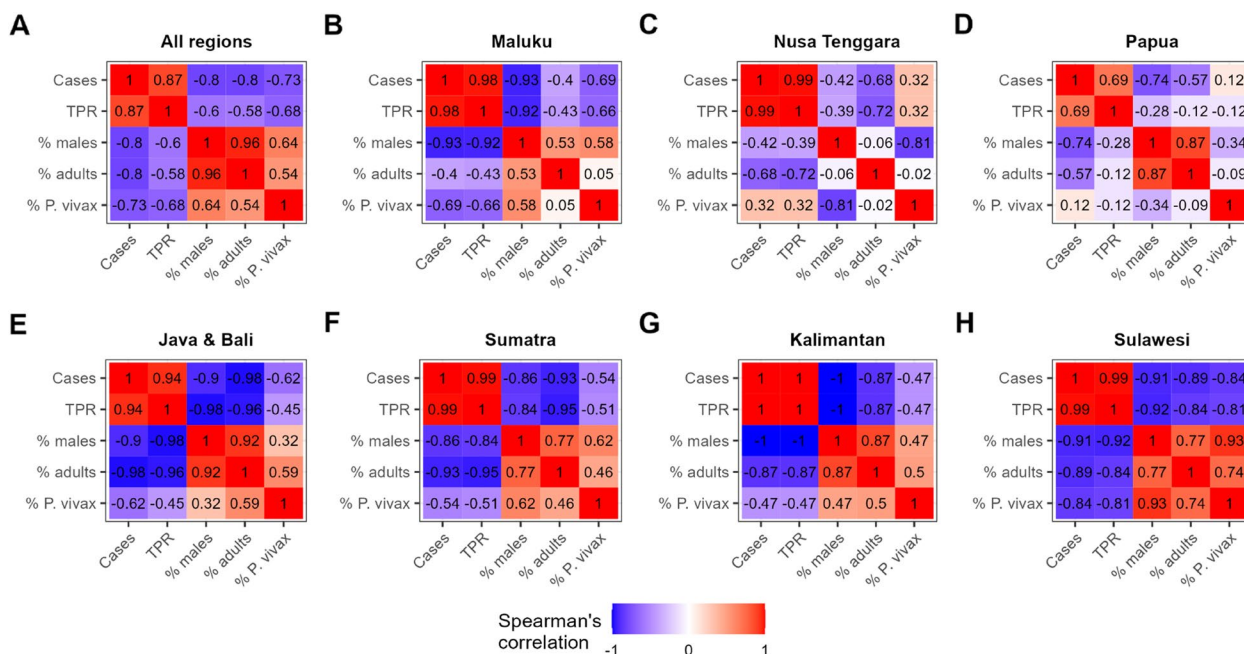 A All regions
Cases 1 0.87 -0.8 -0.8 -0.73
TPR 0.87 1 -0.6 -0.58 -0.68
% males -0.8 -0.6 1 0.96 0.64
% adults -0.8 -0.58 0.96 1 0.54
% P. vivax -0.73 -0.68 0.64 0.54 1
Cases TPR % males % adults % P. vivax
B Maluku
Cases 1 0.98 -0.93 -0.4 -0.69
TPR 0.98 1 -0.92 -0.43 -0.66
% males -0.93 -0.92 1 0.53 0.58
% adults -0.4 -0.43 0.53 1 0.05
% P. vivax -0.69 -0.66 0.58 0.05 1
Cases TPR % males % adults % P. vivax
C Nusa Tenggara
Cases 1 0.99 -0.42 -0.68 0.32
TPR 0.99 1 -0.39 -0.72 0.32
% males -0.42 -0.39 1 -0.06 -0.81
% adults -0.68 -0.72 -0.06 1 -0.02
% P. vivax 0.32 0.32 -0.81 -0.02 1
Cases TPR % males % adults % P. vivax
D Papua
Cases 1 0.69 -0.74 -0.57 0.12
TPR 0.69 1 -0.28 -0.12 -0.12
% males -0.74 -0.28 1 0.87 -0.34
% adults -0.57 -0.12 0.87 1 -0.09
% P. vivax 0.12 -0.12 -0.34 -0.09 1
Cases TPR % males % adults % P. vivax
E Java & Bali
Cases 1 0.94 -0.9 -0.98 -0.62
TPR 0.94 1 -0.98 -0.96 -0.45
% males -0.9 -0.98 1 0.92 0.32
% adults -0.98 -0.96 0.92 1 0.59
% P. vivax -0.62 -0.45 0.32 0.59 1
Cases TPR % males % adults % P. vivax
F Sumatra
Cases 1 0.99 -0.86 -0.93 -0.54
TPR 0.99 1 -0.84 -0.95 -0.51
% males -0.86 -0.84 1 0.77 0.62
% adults -0.93 -0.95 0.77 1 0.46
% P. vivax -0.54 -0.51 0.62 0.46 1
Cases TPR % males % adults % P. vivax
G Kalimantan
Cases 1 1 -1 -0.87 -0.47
TPR 1 1 -1 -0.87 -0.47
% males -1 -1 1 0.87 0.47
% adults -0.87 -0.87 0.87 1 0.5
% P. vivax -0.47 -0.47 0.47 0.5 1
Cases TPR % males % adults % P. vivax
H Sulawesi
Cases 1 0.99 -0.91 -0.89 -0.84
TPR 0.99 1 -0.92 -0.84 -0.81
% males -0.91 -0.92 1 0.77 0.93
% adults -0.89 -0.84 0.77 1 0.74
% P. vivax -0.84 -0.81 0.93 0.74 1
Cases TPR % males % adults % P. vivax
Spearman's
correlation
-1 0 1